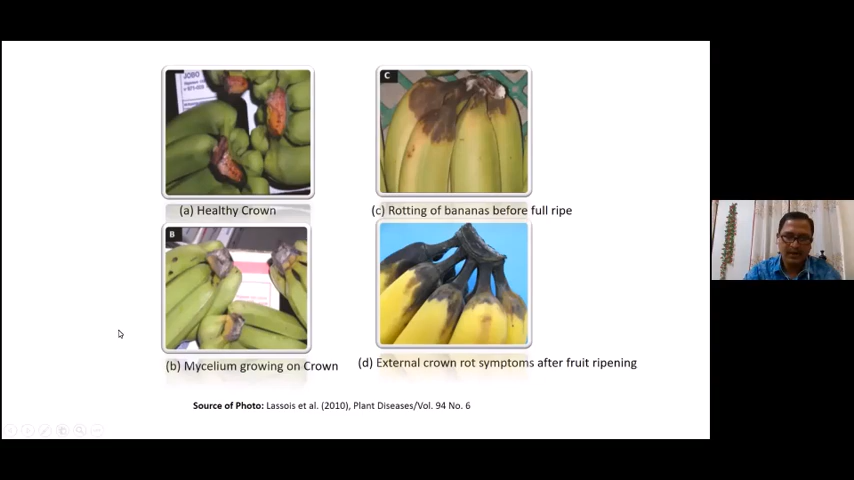 JOBO
C
(a) Healthy Crown
(c) Rotting of bananas before full ripe
B
(b) Mycelium growing on Crown
(d) External crown rot symptoms after fruit ripening
Source of Photo: Lassois et al. (2010), Plant Diseases/Vol. 94 No. 6